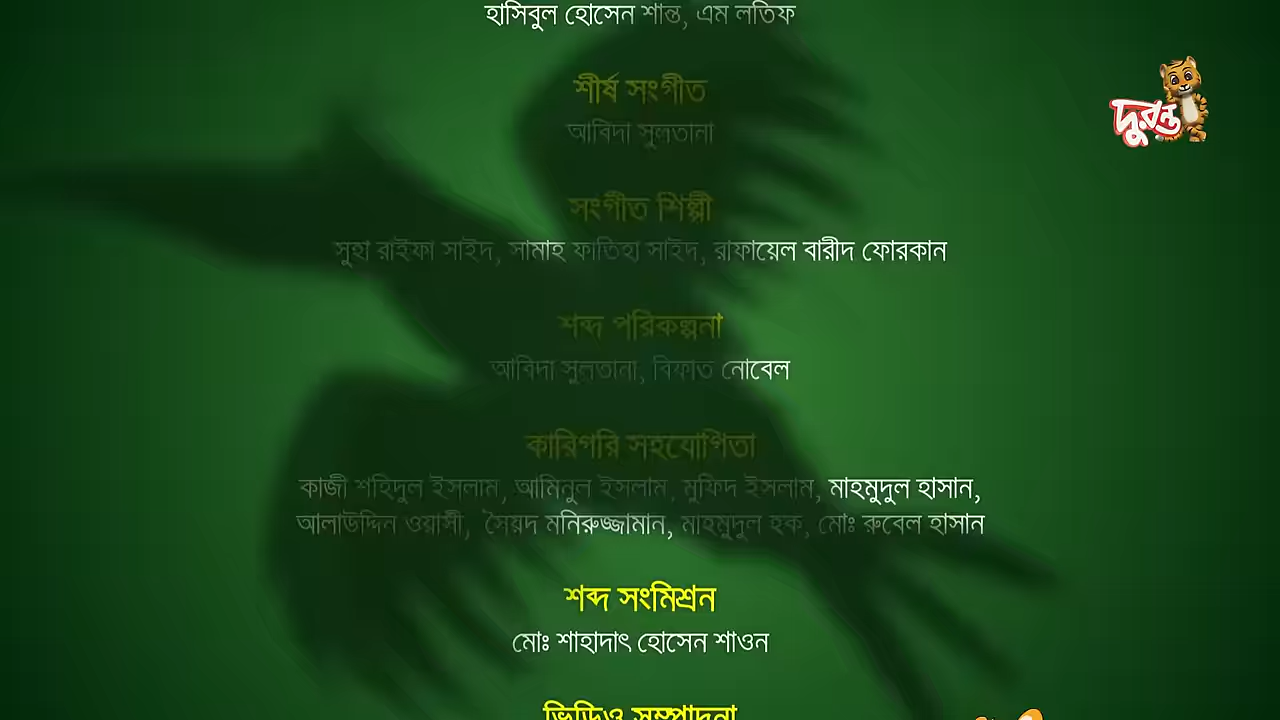 হাসিবুল হোসেন শান্ত, এম লতিফ
শীর্ষ সংগীত
আবিদা সুলতানা
দুরন্ত
সংগীত শিল্পী
সুহা রাইফা সাইদ, সামাহ ফাতিহা সাইদ, রাফায়েল বারীদ ফোরকান
শব্দ পরিকল্পনা
আবিদা সুলতানা, বিফাত নোবেল
কারিগরি সহযোগিতা
কাজী শহিদুল ইসলাম, আমিনুল ইসলাম, মুফিদ ইসলাম, মাহমুদুল হাসান,
আলাউদ্দিন ওয়াসী, সৈয়দ মনিরুজ্জামান, মাহমুদুল হক, মোঃ রুবেল হাসান
শব্দ সংমিশ্রন
মোঃ শাহাদাৎ হোসেন শাওন
ভিডিও সম্পাদনা